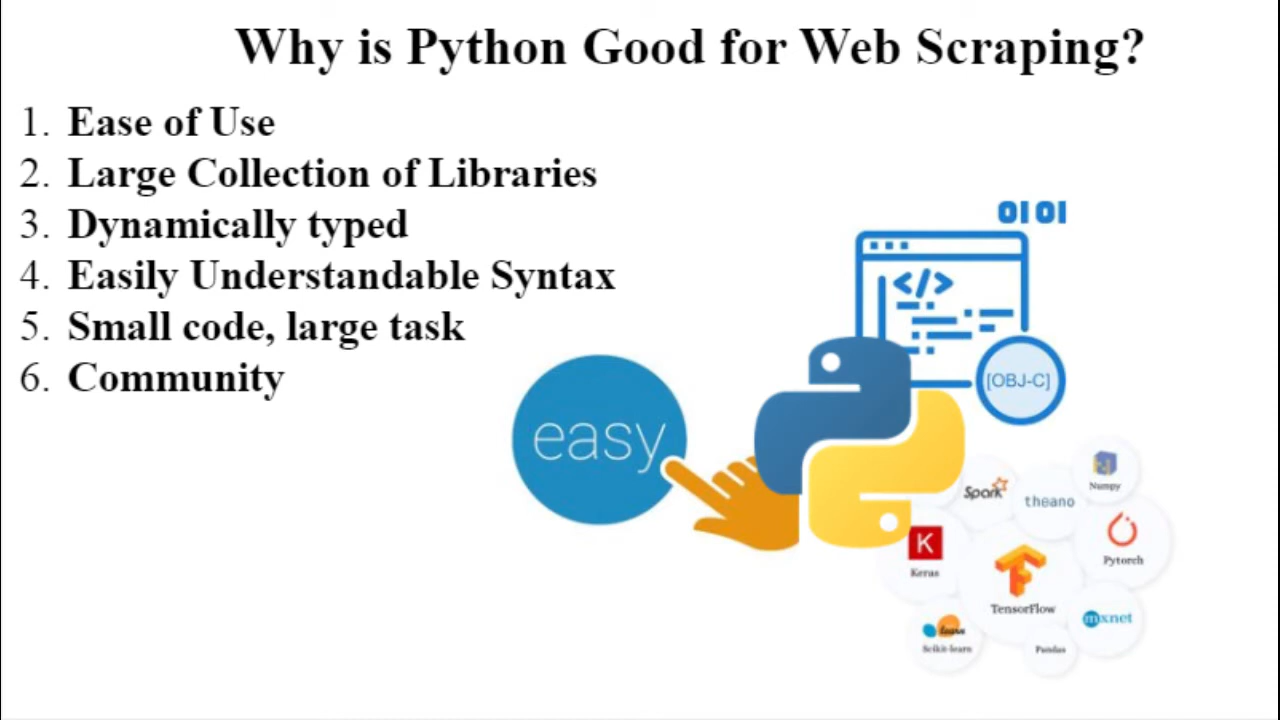 Why is Python Good for Web Scraping?
1. Ease of Use
2. Large Collection of Libraries
3. Dynamically typed
4. Easily Understandable Syntax
5. Small code, large task
6. Community
0101
</>
[OBJ-C]
easy
Spark
theano
Numpy
K
Keras
TensorFlow
Pytorch
learn
Scikit-learn
mxnet
Pandas